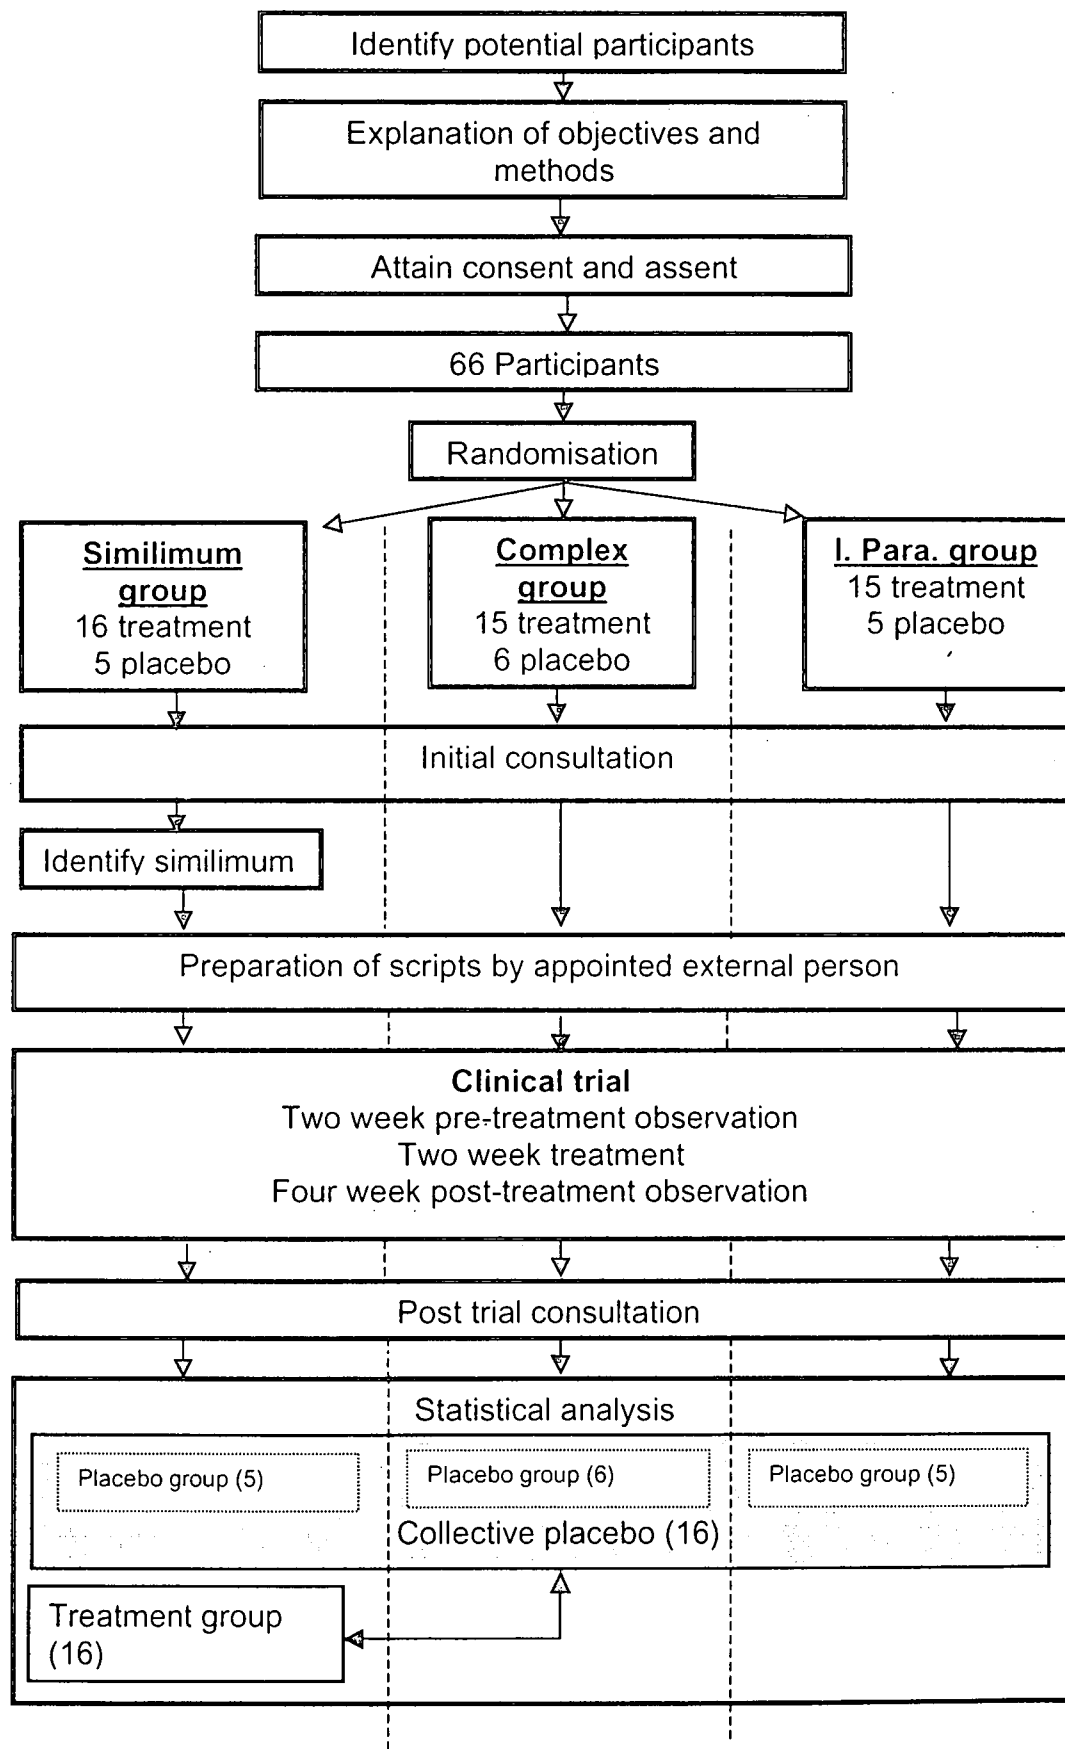 Identify potential participants
Explanation of objectives and
methods
Attain consent and assent
66 Participants
Randomisation
Similimum
group
16 treatment
5 placebo
Complex
group
15 treatment
6 placebo
I. Para. group
15 treatment
5 placebo
Initial consultation
Identify similimum
Preparation of scripts by appointed external person
Clinical trial
Two week pre-treatment observation
Two week treatment
Four week post-treatment observation
Post trial consultation
Statistical analysis
Placebo group (5)
Placebo group (6)
Placebo group (5)
Collective placebo (16)
Treatment group
(16)